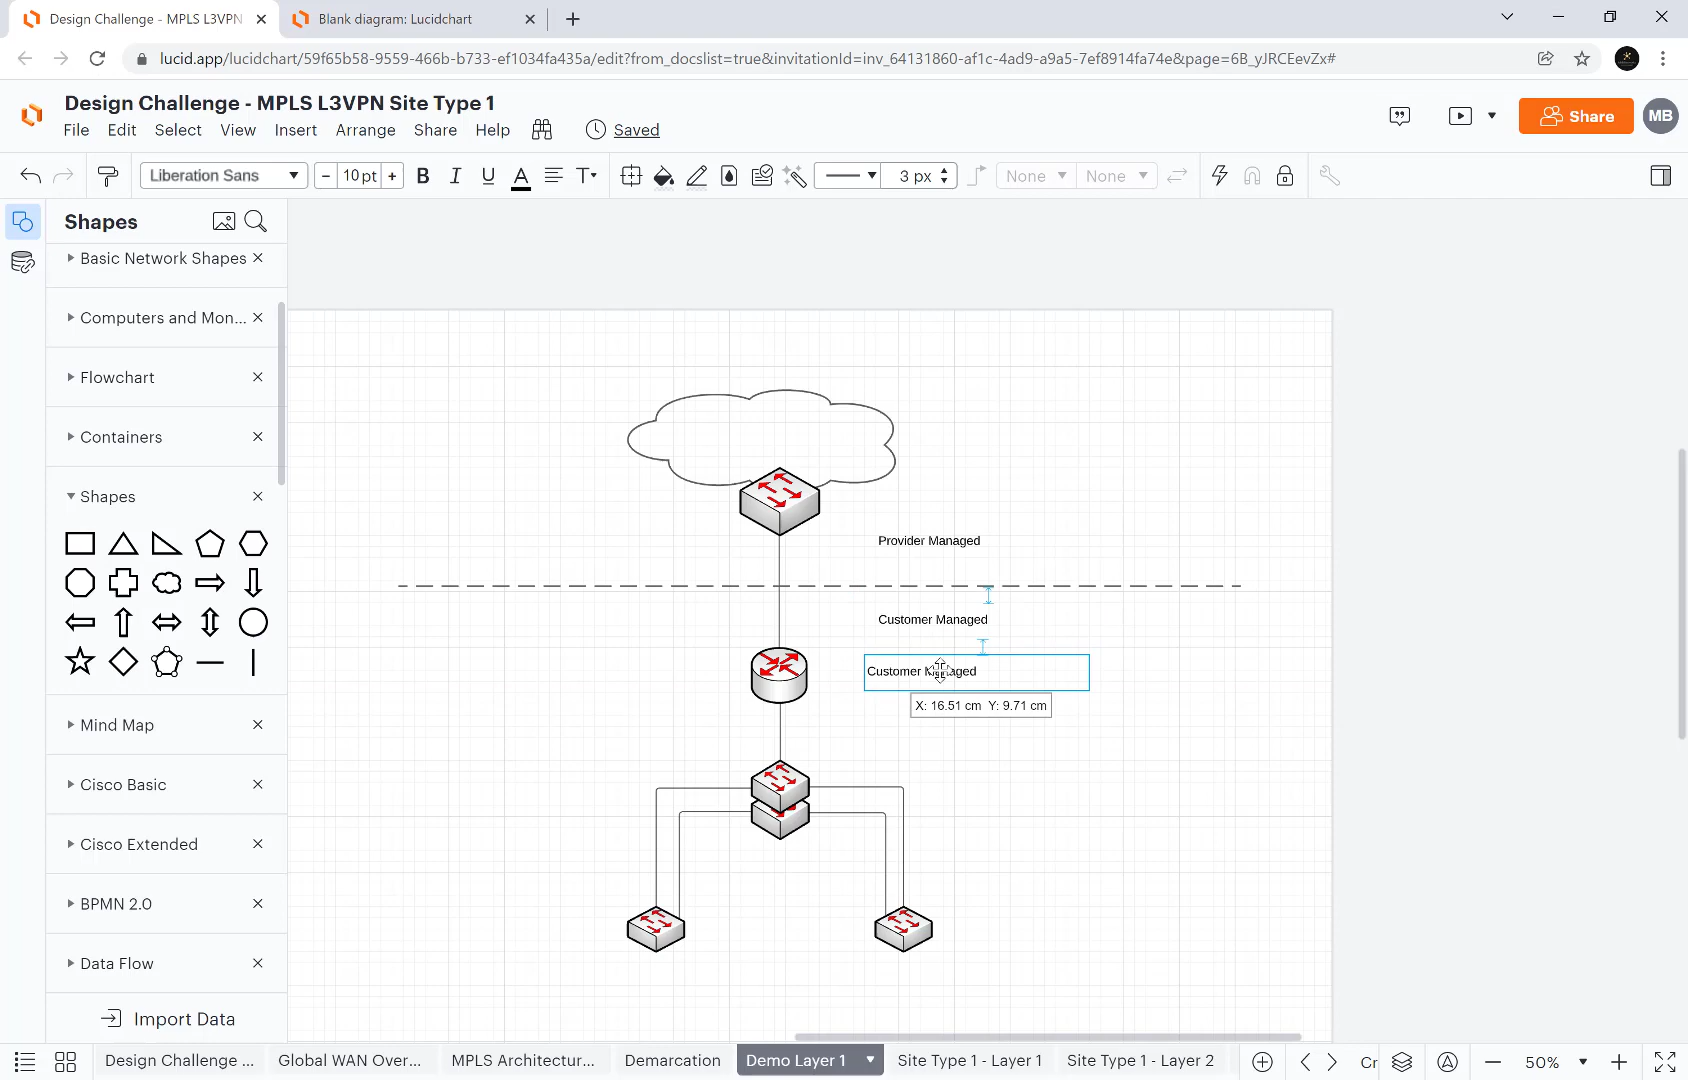 Design Challenge - MPLS L3VPN
Blank diagram: Lucidchart
lucid.app/lucidchart/59f65b58-9559-466b-b733-ef1034fa435a/edit?from_docslist=true&invitationId=inv_64131860-af1c-4ad9-a9a5-7ef8914fa74e&page=6B_yJRCEevZx#
Design Challenge - MPLS L3VPN Site Type 1
File Edit Select View Insert Arrange Share Help Saved
Share
MB
Liberation Sans
- 10 pt +
B I U A T
3 px
None
None
Shapes
Basic Network Shapes
Computers and Mon...
Flowchart
Containers
Shapes
Mind Map
Cisco Basic
Cisco Extended
BPMN 2.0
Data Flow
Import Data
Provider Managed
Customer Managed
Customer
X: 16.51 cm Y: 9.71 cm
Design Challenge ...
Global WAN Over...
MPLS Architectur...
Demarcation
Demo Layer 1
Site Type 1 - Layer 1
Site Type 1 - Layer 2
Cr
50%